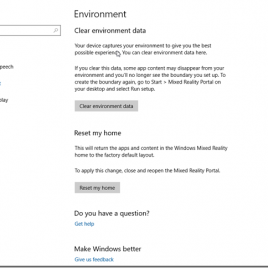 Environment
Clear environment data
Your device captures your environment to give you the best
possible experience. You can clear environment data here.
If you clear this data, some app content may disappear from your
environment and you'll no longer see the boundary you set up. To
create the boundary again, go to Start > Mixed Reality Portal on
your desktop and select Run setup.
Clear environment data
peech
Reset my home
play
This will return the apps and content in the Windows Mixed Reality
home to the factory default layout.
To apply this change, close and reopen the Mixed Reality Portal.
Reset my home
Do you have a question?
Get help
Make Windows better
Give us feedback